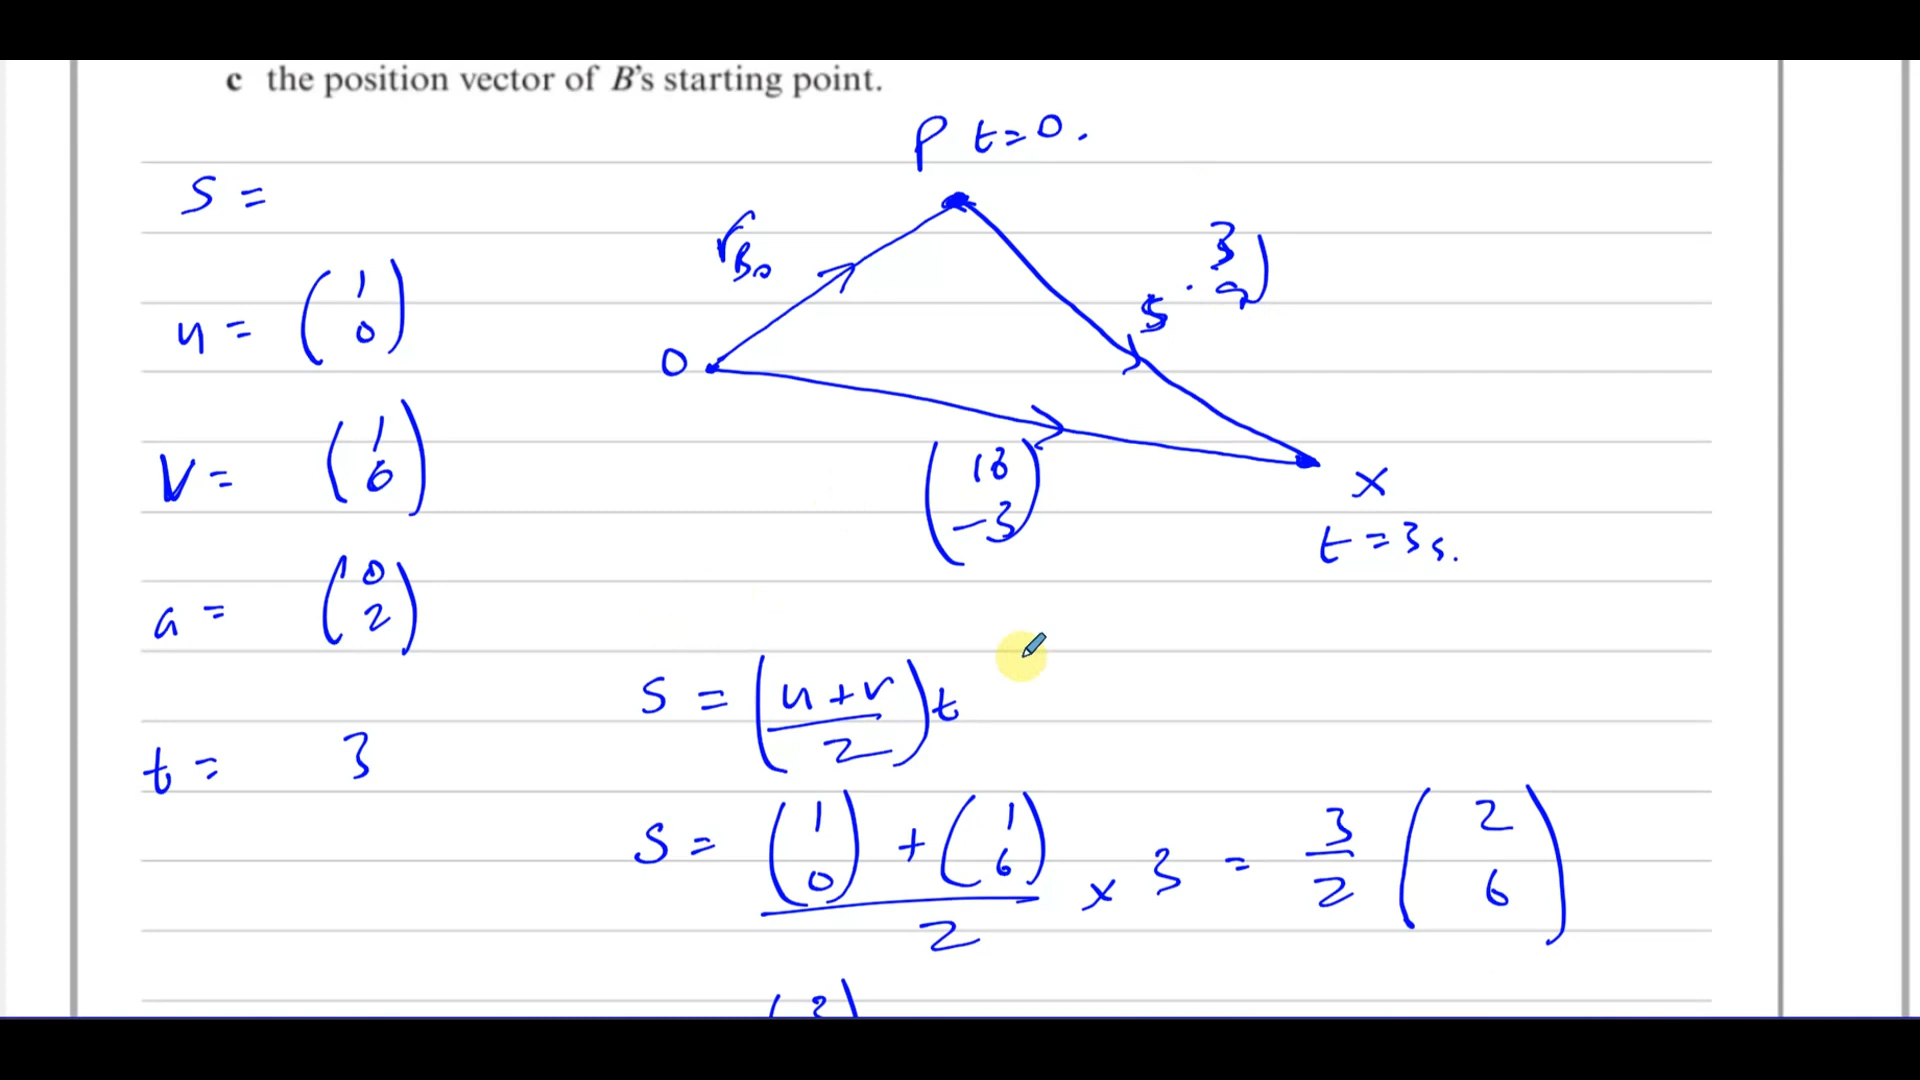 c the position vector of B's starting point.
P t=0.
s =
r_B0
3
9)
s
u = (1
0)
O
v = (1
6)
(18
-3)
x
t = 3s.
a = (0
2)
s = (u+v/2)t
t = 3
s = (1 0) + (1 6) / 2 × 3 = 3/2 (2 6)